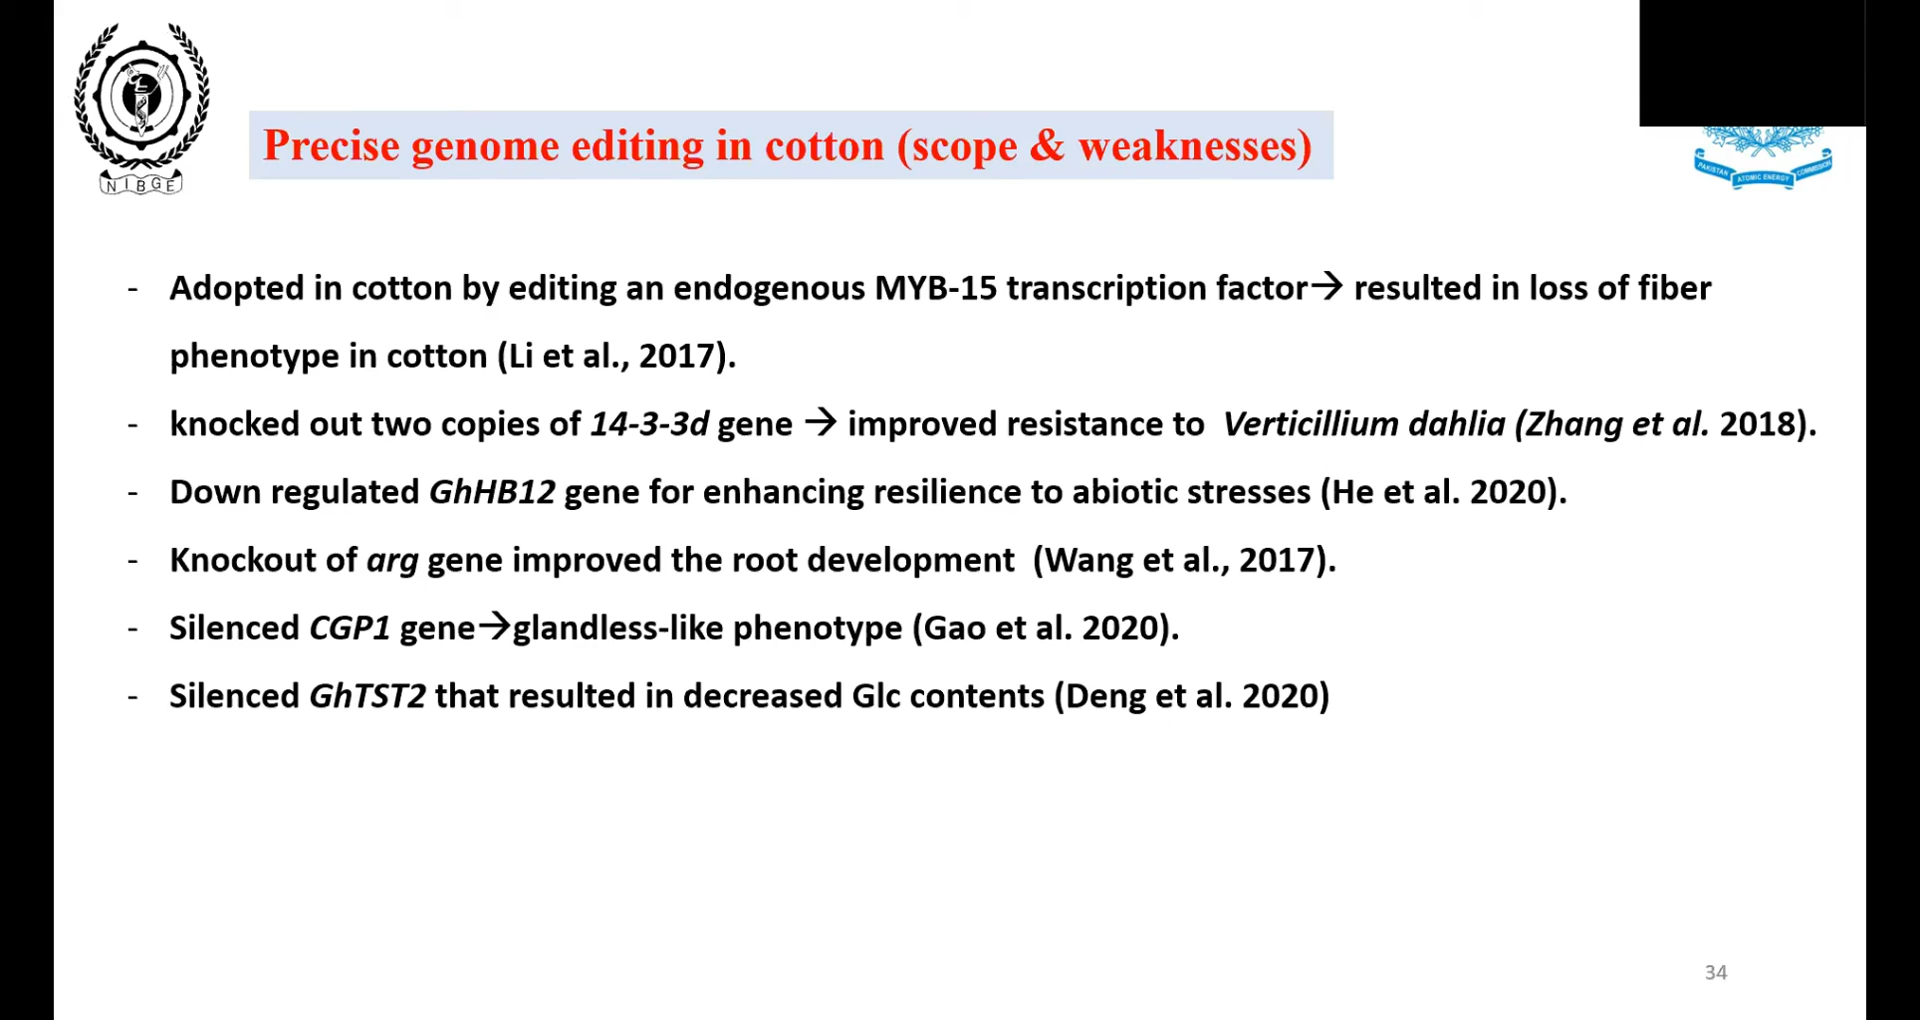 NIBGE
Precise genome editing in cotton (scope & weaknesses)
PAKISTAN ATOMIC ENERGY COMMISSION
- Adopted in cotton by editing an endogenous MYB-15 transcription factor→ resulted in loss of fiber
phenotype in cotton (Li et al., 2017).
- knocked out two copies of 14-3-3d gene → improved resistance to Verticillium dahlia (Zhang et al. 2018).
- Down regulated GhHB12 gene for enhancing resilience to abiotic stresses (He et al. 2020).
- Knockout of arg gene improved the root development (Wang et al., 2017).
- Silenced CGP1 gene→glandless-like phenotype (Gao et al. 2020).
- Silenced GhTST2 that resulted in decreased Glc contents (Deng et al. 2020)
34